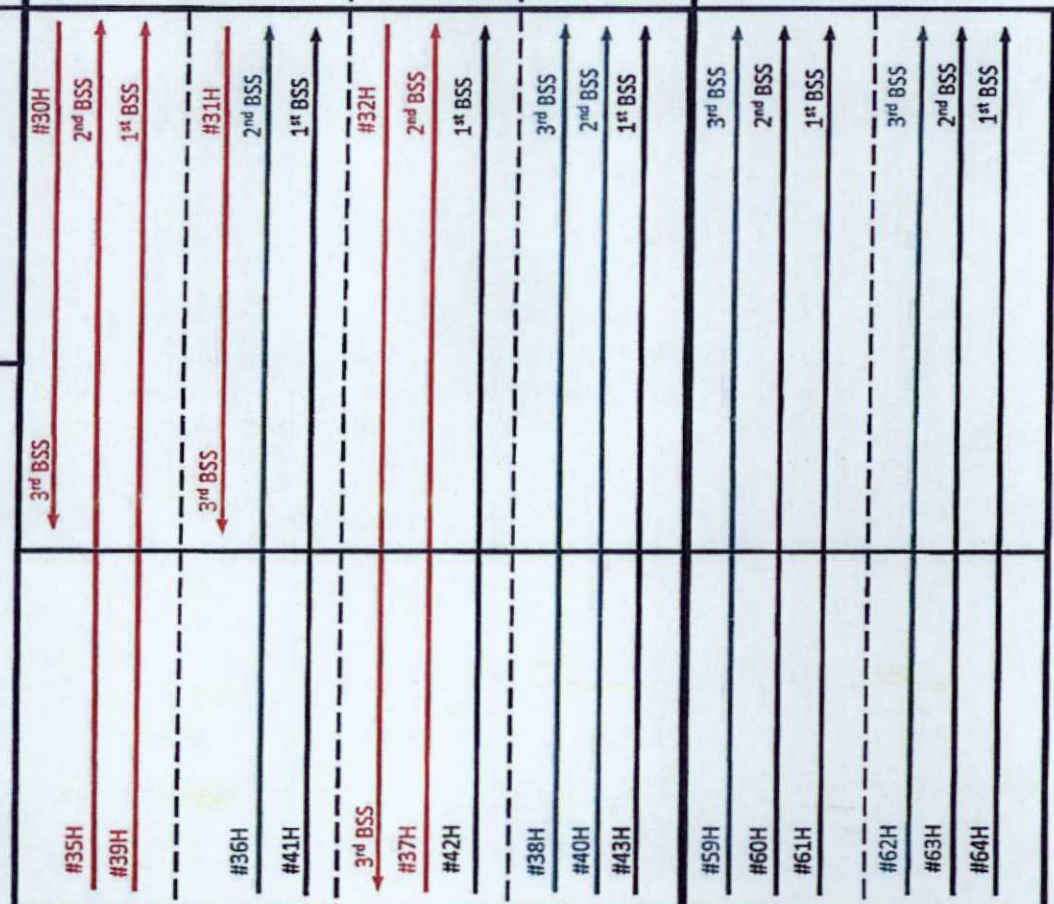 3rd BSS #30H
#35H 2nd BSS
#39H 1st BSS
3rd BSS #31H
#36H 2nd BSS
#41H 1st BSS
3rd BSS #32H
#37H 2nd BSS
#42H 1st BSS
#38H 3rd BSS
#40H 2nd BSS
#43H 1st BSS
#59H 3rd BSS
#60H 2nd BSS
#61H 1st BSS
#62H 3rd BSS
#63H 2nd BSS
#64H 1st BSS